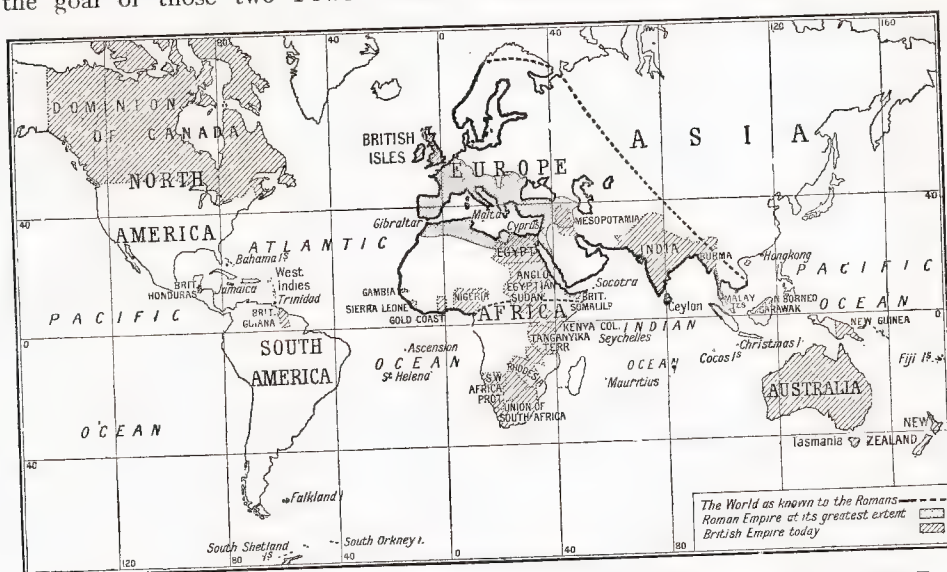 the goal of those two
80
40
0
40
120
160
DOMINION
OF CANADA
BRITISH
ISLES
ASIA
EUROPE
NORTH
AMERICA
40
40
Gibraltar
Malta
Cyprus
MESOPOTAMIA
ATLANTIC
Bahama Is
EGYPT
INDIA
BURMA
Hongkong
PACIFIC
West
Indies
BRIT.
HONDURAS
Jamaica
Trinidad
ANGLO
EGYPTIAN
SUDAN
Socotra
GAMBIA
SIERRA LEONE
GOLD COAST
NIGERIA
BRIT.
SOMALILD
Ceylon
MALAY
N BORNEO
SARAWAK
OCEAN
PACIFIC
BRIT.
GUIANA
AFRICA
KENYA COL.
INDIAN
NEW GUINEA
0
TANGANYIKA
TERR
Seychelles
SOUTH
AMERICA
Ascension
OCEAN
St Helena
RHODESIA
OCEAN
Mauritius
Cocos Is
Christmas I.
Fiji Is
S.W.
AFRICA
PROT.
UNION OF
SOUTH AFRICA
AUSTRALIA
OCEAN
Tasmania
NEW
ZEALAND
40
Falkland I
The World as known to the Romans
Roman Empire at its greatest extent
British Empire today
South Shetland
Is
South Orkney I.
120
80
40
0
40
80